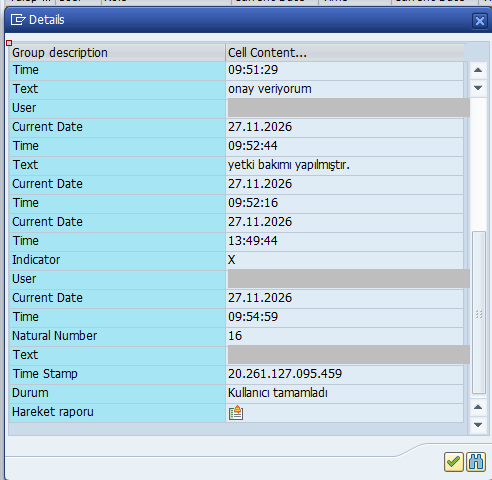 Details
Group description Cell Content...
Time 09:51:29
Text onay veriyorum
User
Current Date 27.11.2026
Time 09:52:44
Text yetki bakımı yapılmıştır.
Current Date 27.11.2026
Time 09:52:16
Current Date 27.11.2026
Time 13:49:44
Indicator X
User
Current Date 27.11.2026
Time 09:54:59
Natural Number 16
Text
Time Stamp 20.261.127.095.459
Durum Kullanıcı tamamladı
Hareket raporu